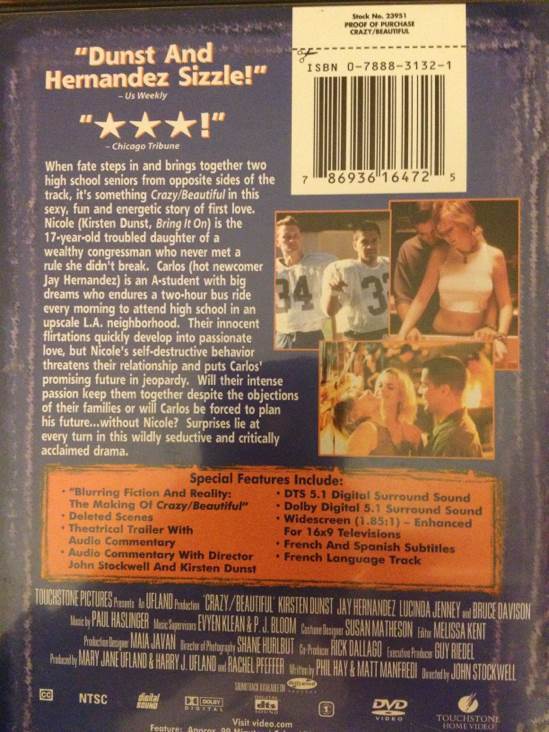 Stock No. 23951
PROOF OF PURCHASE
CRAZY/BEAUTIFUL
ISBN 0-7888-3132-1
7 86936 16472 5
"Dunst And
Hernandez Sizzle!"
– Us Weekly
"★★★!"
– Chicago Tribune
When fate steps in and brings together two
high school seniors from opposite sides of the
track, it's something Crazy/Beautiful in this
sexy, fun and energetic story of first love.
Nicole (Kirsten Dunst, Bring It On) is the
17-year-old troubled daughter of a
wealthy congressman who never met a
rule she didn't break. Carlos (hot newcomer
Jay Hernandez) is an A-student with big
dreams who endures a two-hour bus ride
every morning to attend high school in an
upscale L.A. neighborhood. Their innocent
flirtations quickly develop into passionate
love, but Nicole's self-destructive behavior
threatens their relationship and puts Carlos'
promising future in jeopardy. Will their intense
passion keep them together despite the objections
of their families or will Carlos be forced to plan
his future...without Nicole? Surprises lie at
every turn in this wildly seductive and critically
acclaimed drama.
34
3
Special Features Include:
• "Blurring Fiction And Reality:
The Making Of Crazy/Beautiful"
• Deleted Scenes
• Theatrical Trailer With
Audio Commentary
• Audio Commentary With Director
John Stockwell And Kirsten Dunst
• DTS 5.1 Digital Surround Sound
• Dolby Digital 5.1 Surround Sound
• Widescreen (1.85:1) – Enhanced
For 16x9 Televisions
• French And Spanish Subtitles
• French Language Track
TOUCHSTONE PICTURES Presents An UFLAND Production "CRAZY/BEAUTIFUL" KIRSTEN DUNST JAY HERNANDEZ LUCINDA JENNEY and BRUCE DAVISON
Music by PAUL HASLINGER Music Supervisors EVYEN KLEAN & P.J. BLOOM Costume Designer SUSAN MATHESON Editor MELISSA KENT
Production Designer MAIA JAVAN Director of Photography SHANE HURLBUT Co-Producer RICK DALLAGO Executive Producer GUY RIEDEL
Produced by MARY JANE UFLAND & HARRY J. UFLAND and RACHEL PFEFFER Written by PHIL HAY & MATT MANFREDI Directed by JOHN STOCKWELL
SOUNDTRACK AVAILABLE ON
CC
NTSC
digital
SOUND
DOLBY
DIGITAL
dts
1
DVD
VIDEO
TOUCHSTONE
HOME VIDEO
Visit video.com
Feature: Approx. 99 Minutes